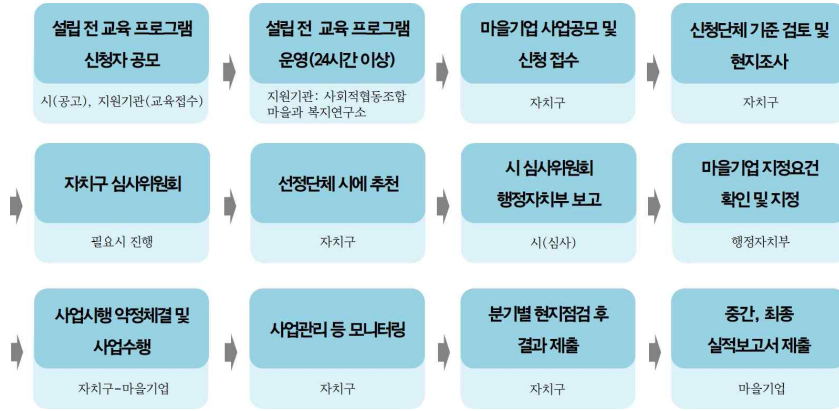 설립 전 교육 프로그램
신청자 공모
시(공고), 지원기관(교육접수)
설립 전 교육 프로그램
운영(24시간 이상)
지원기관: 사회적협동조합
마을과 복지연구소
마을기업 사업공모 및
신청 접수
자치구
신청단체 기준 검토 및
현지조사
자치구
자치구 심사위원회
필요시 진행
선정단체 시에 추천
자치구
시 심사위원회
행정자치부 보고
시(심사)
마을기업 지정요건
확인 및 지정
행정자치부
사업시행 약정체결 및
사업수행
자치구-마을기업
사업관리 등 모니터링
자치구
분기별 현지점검 후
결과 제출
자치구
중간, 최종
실적보고서 제출
마을기업